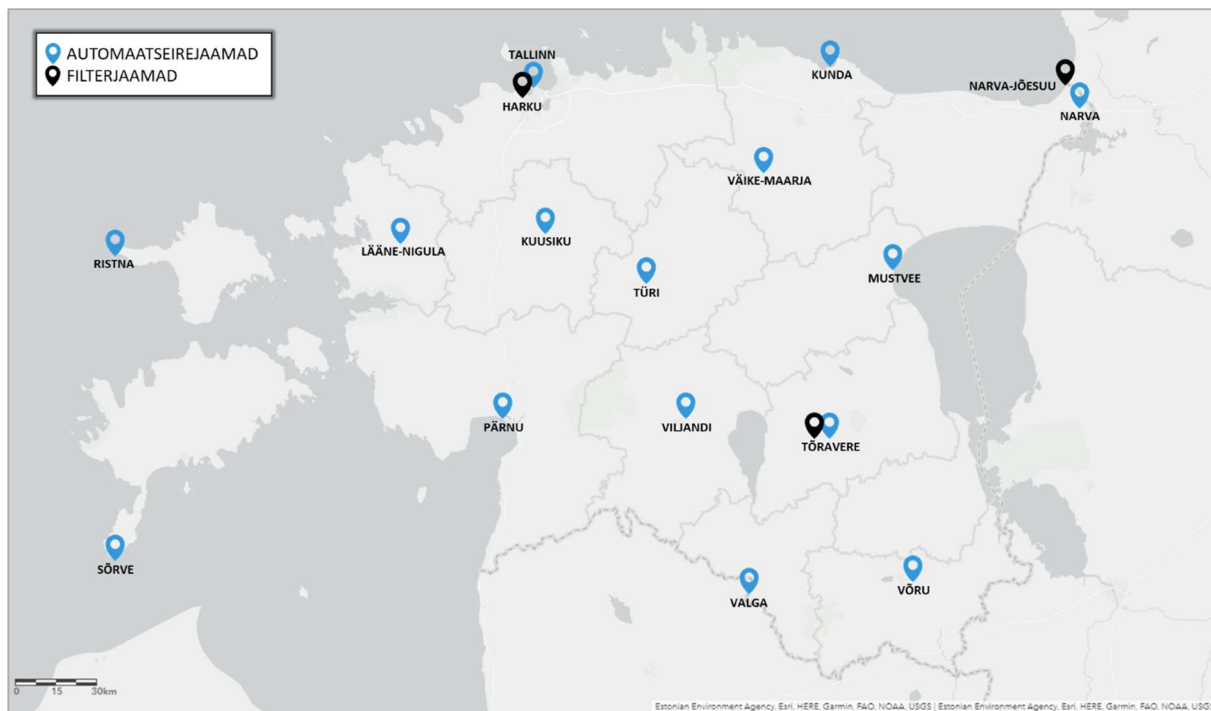 AUTOMAATSEIREJAAMAD
FILTERJAAMAD
TALLINN
HARKU
KUNDA
NARVA-JÕESUU
NARVA
VÄIKE-MAARJA
RISTNA
LÄÄNE-NIGULA
KUUSIKU
TÜRI
MUSTVEE
PÄRNU
VILJANDI
TÕRAVERE
SÕRVE
VALGA
VÕRU
0 15 30km
Estonian Environment Agency, Esri, HERE, Garmin, FAO, NOAA, USGS | Estonian Environment Agency, Esri, HERE, Garmin, FAO, NOAA, USGS